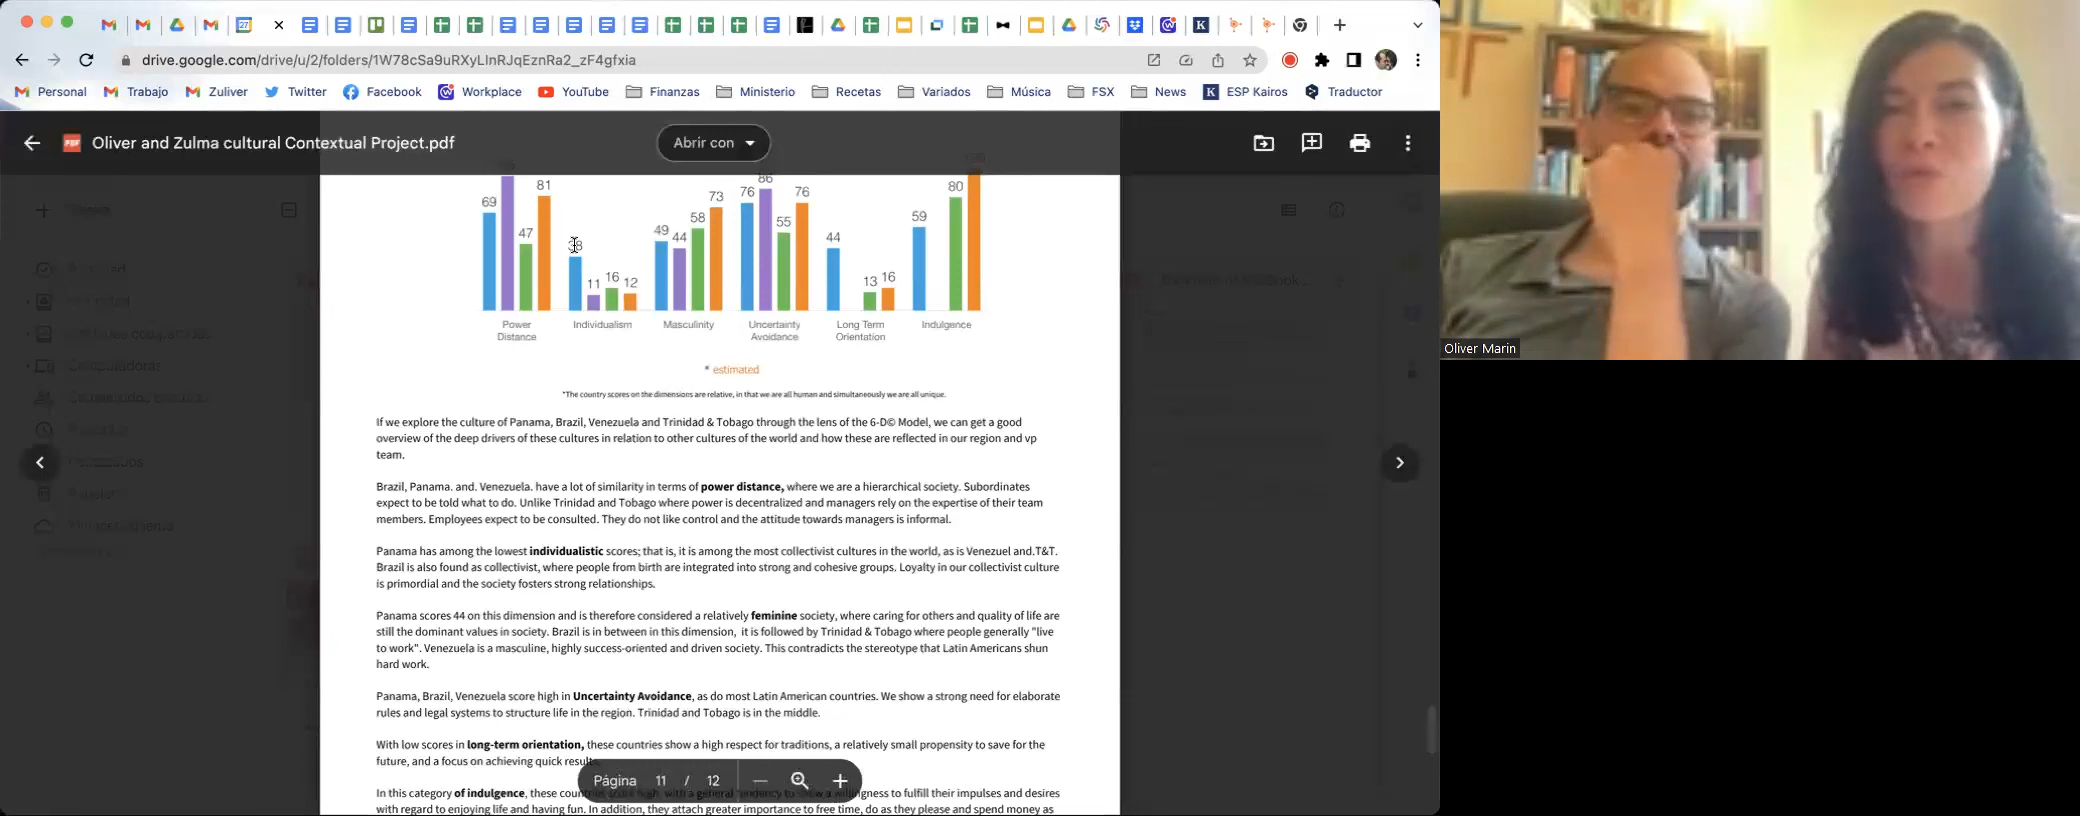 27
drive.google.com/drive/u/2/folders/1W78cSa9uRXyLlnRJqEznRa2_zF4gfxia
Personal Trabajo Zuliver Twitter Facebook Workplace YouTube Finanzas Ministerio Recetas Variados Música FSX News ESP Kairos Traductor
Oliver and Zulma cultural Contextual Project.pdf
Abrir con
69 47 81
38 11 16 12
49 44 58 73
76 86 55 76
44 13 16
59 80
Power Distance
Individualism
Masculinity
Uncertainty Avoidance
Long Term Orientation
Indulgence
* estimated
*The country scores on the dimensions are relative, in that we are all human and simultaneously we are all unique.
If we explore the culture of Panama, Brazil, Venezuela and Trinidad & Tobago through the lens of the 6-D© Model, we can get a good
overview of the deep drivers of these cultures in relation to other cultures of the world and how these are reflected in our region and vp
team.
Brazil, Panama. and. Venezuela. have a lot of similarity in terms of power distance, where we are a hierarchical society. Subordinates
expect to be told what to do. Unlike Trinidad and Tobago where power is decentralized and managers rely on the expertise of their team
members. Employees expect to be consulted. They do not like control and the attitude towards managers is informal.
Panama has among the lowest individualistic scores; that is, it is among the most collectivist cultures in the world, as is Venezuel and.T&T.
Brazil is also found as collectivist, where people from birth are integrated into strong and cohesive groups. Loyalty in our collectivist culture
is primordial and the society fosters strong relationships.
Panama scores 44 on this dimension and is therefore considered a relatively feminine society, where caring for others and quality of life are
still the dominant values in society. Brazil is in between in this dimension, it is followed by Trinidad & Tobago where people generally "live
to work". Venezuela is a masculine, highly success-oriented and driven society. This contradicts the stereotype that Latin Americans shun
hard work.
Panama, Brazil, Venezuela score high in Uncertainty Avoidance, as do most Latin American countries. We show a strong need for elaborate
rules and legal systems to structure life in the region. Trinidad and Tobago is in the middle.
With low scores in long-term orientation, these countries show a high respect for traditions, a relatively small propensity to save for the
future, and a focus on achieving quick results.
In this category of indulgence, these countries score high, with a general tendency to show a willingness to fulfill their impulses and desires
with regard to enjoying life and having fun. In addition, they attach greater importance to free time, do as they please and spend money as
Página 11 / 12
Oliver Marin